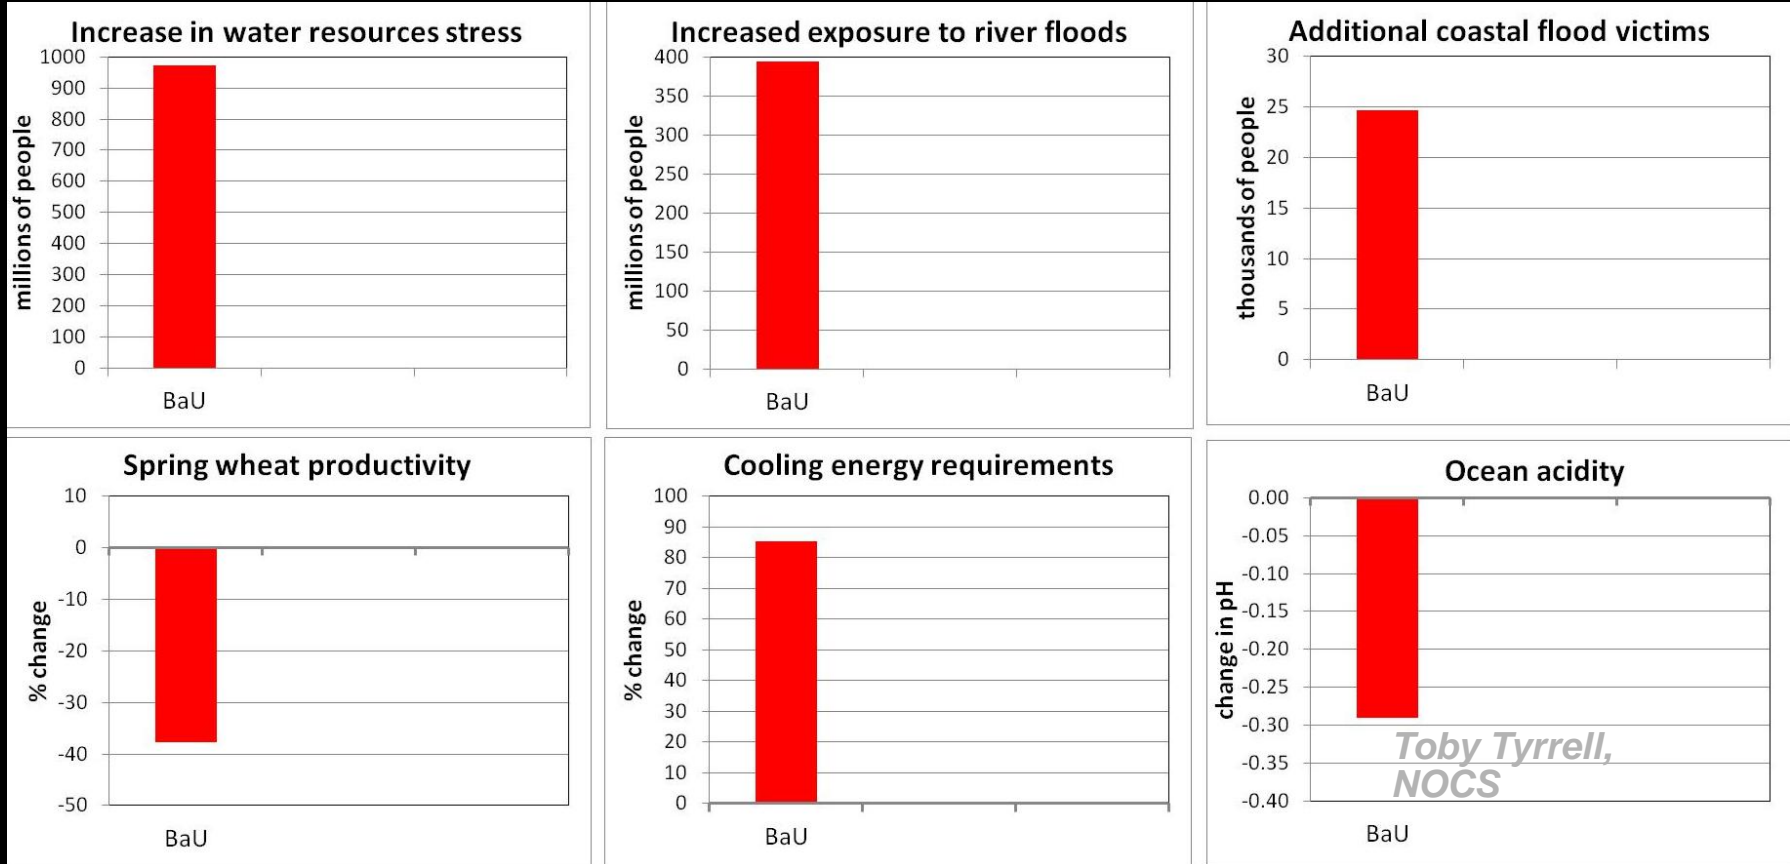 Increase in water resources stress
1000
900
800
700
600
500
400
300
200
100
0
millions of people
BaU
Increased exposure to river floods
400
350
300
250
200
150
100
50
0
millions of people
BaU
Additional coastal flood victims
30
25
20
15
10
5
0
thousands of people
BaU
Spring wheat productivity
10
0
-10
-20
-30
-40
-50
% change
BaU
Cooling energy requirements
100
90
80
70
60
50
40
30
20
10
0
% change
BaU
Ocean acidity
0.00
-0.05
-0.10
-0.15
-0.20
-0.25
-0.30
-0.35
-0.40
change in pH
Toby Tyrrell,
NOCS
BaU